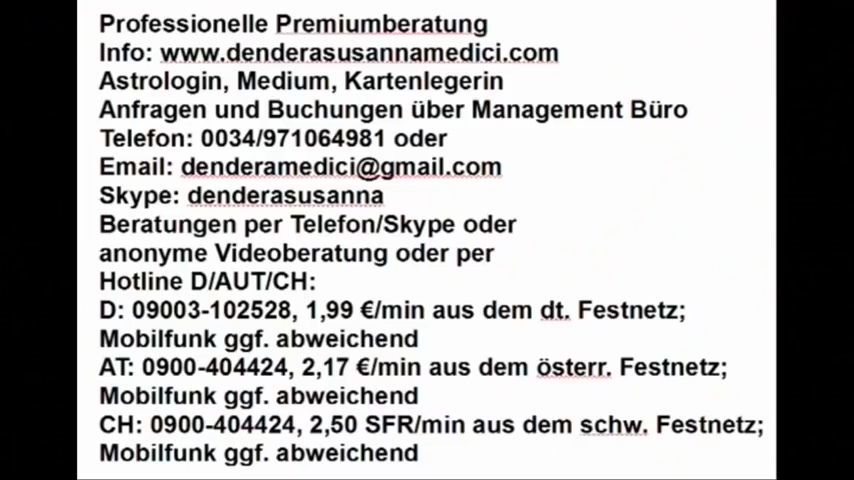 Professionelle Premiumberatung
Info: www.denderasusannamedici.com
Astrologin, Medium, Kartenlegerin
Anfragen und Buchungen über Management Büro
Telefon: 0034/971064981 oder
Email: denderamedici@gmail.com
Skype: denderasusanna
Beratungen per Telefon/Skype oder
anonyme Videoberatung oder per
Hotline D/AUT/CH:
D: 09003-102528, 1,99 €/min aus dem dt. Festnetz;
Mobilfunk ggf. abweichend
AT: 0900-404424, 2,17 €/min aus dem österr. Festnetz;
Mobilfunk ggf. abweichend
CH: 0900-404424, 2,50 SFR/min aus dem schw. Festnetz;
Mobilfunk ggf. abweichend